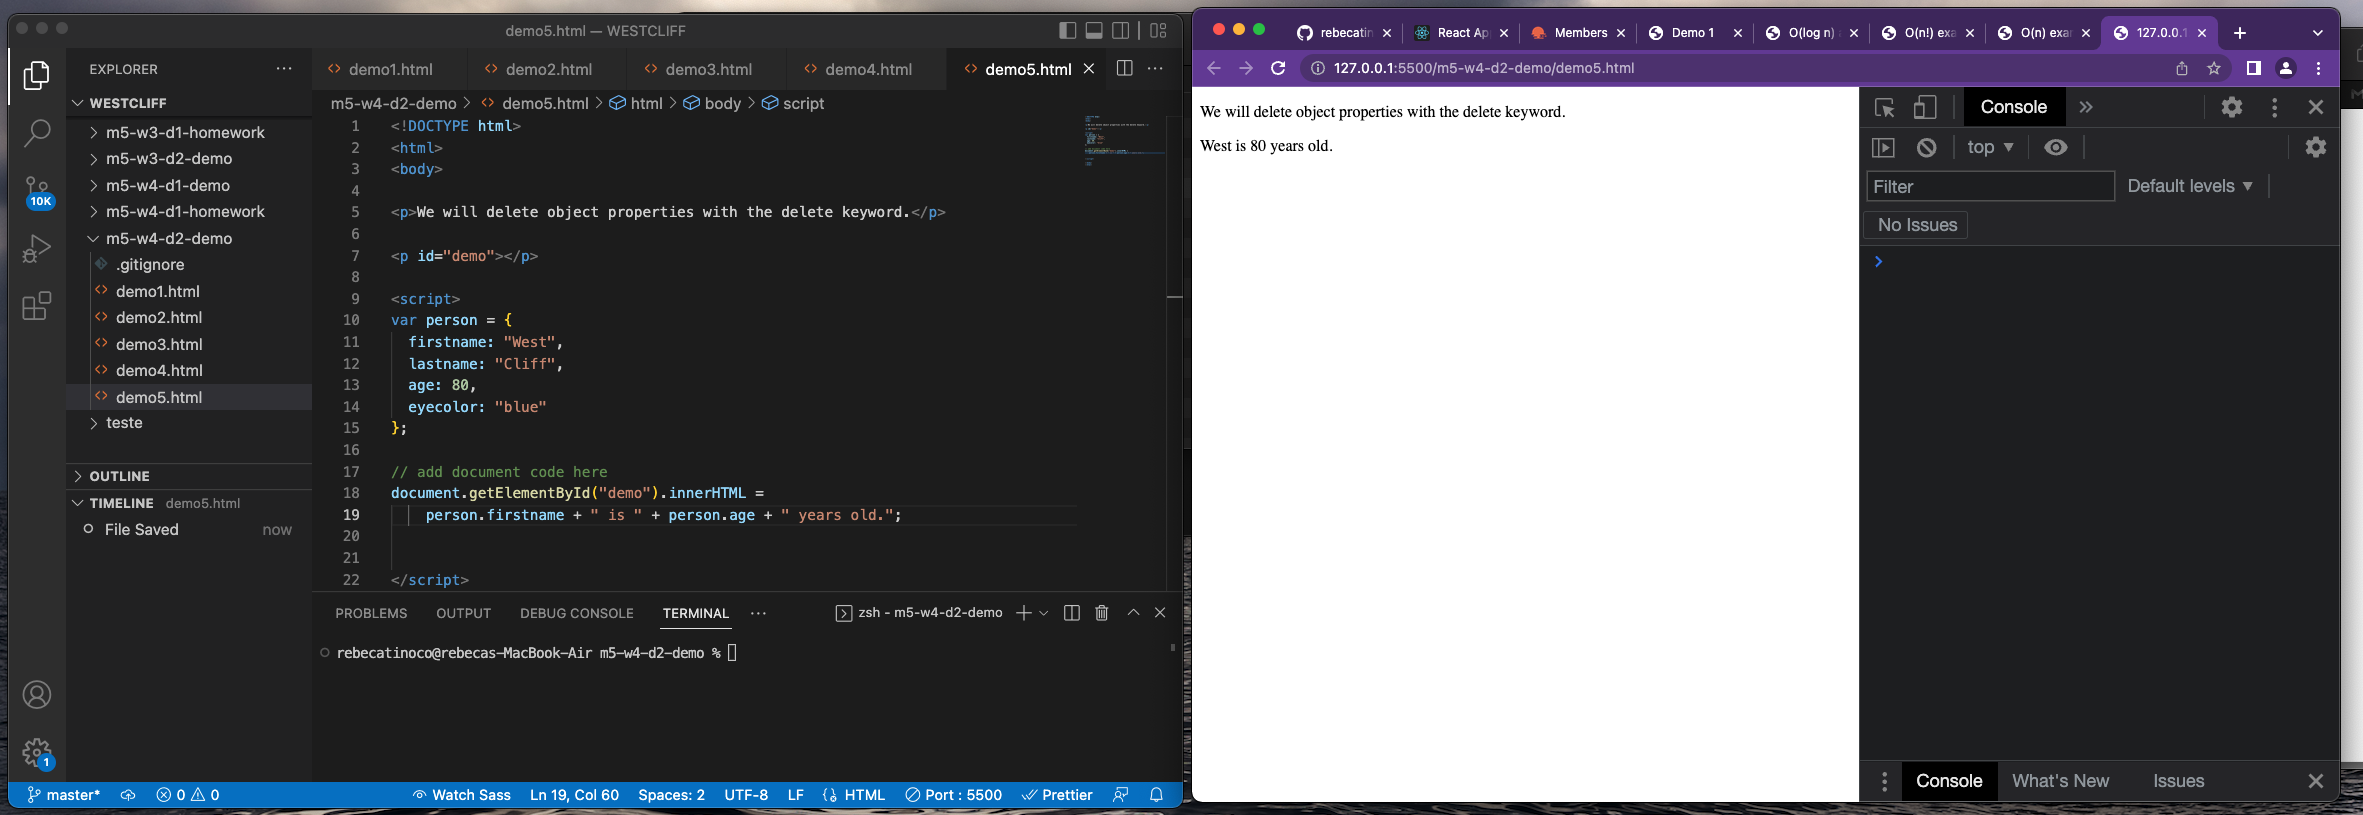 demo5.html — WESTCLIFF
EXPLORER
WESTCLIFF
m5-w3-d1-homework
m5-w3-d2-demo
m5-w4-d1-demo
m5-w4-d1-homework
m5-w4-d2-demo
.gitignore
demo1.html
demo2.html
demo3.html
demo4.html
demo5.html
teste
OUTLINE
TIMELINE demo5.html
File Saved now
10K
1
demo1.html demo2.html demo3.html demo4.html demo5.html
m5-w4-d2-demo > demo5.html > html > body > script
1 <!DOCTYPE html>
2 <html>
3 <body>
4
5 <p>We will delete object properties with the delete keyword.</p>
6
7 <p id="demo"></p>
8
9 <script>
10 var person = {
11 firstname: "West",
12 lastname: "Cliff",
13 age: 80,
14 eyecolor: "blue"
15 };
16
17 // add document code here
18 document.getElementById("demo").innerHTML =
19 person.firstname + " is " + person.age + " years old.";
20
21
22 </script>
PROBLEMS OUTPUT DEBUG CONSOLE TERMINAL zsh - m5-w4-d2-demo
rebecatinoco@rebecas-MacBook-Air m5-w4-d2-demo %
master* 0 0 Watch Sass Ln 19, Col 60 Spaces: 2 UTF-8 LF HTML Port : 5500 Prettier
rebecatin React Ap Members Demo 1 O(log n) O(n!) exa O(n) exa 127.0.0.1
127.0.0.1:5500/m5-w4-d2-demo/demo5.html
We will delete object properties with the delete keyword.
West is 80 years old.
Console
top
Filter Default levels
No Issues
Console What's New Issues